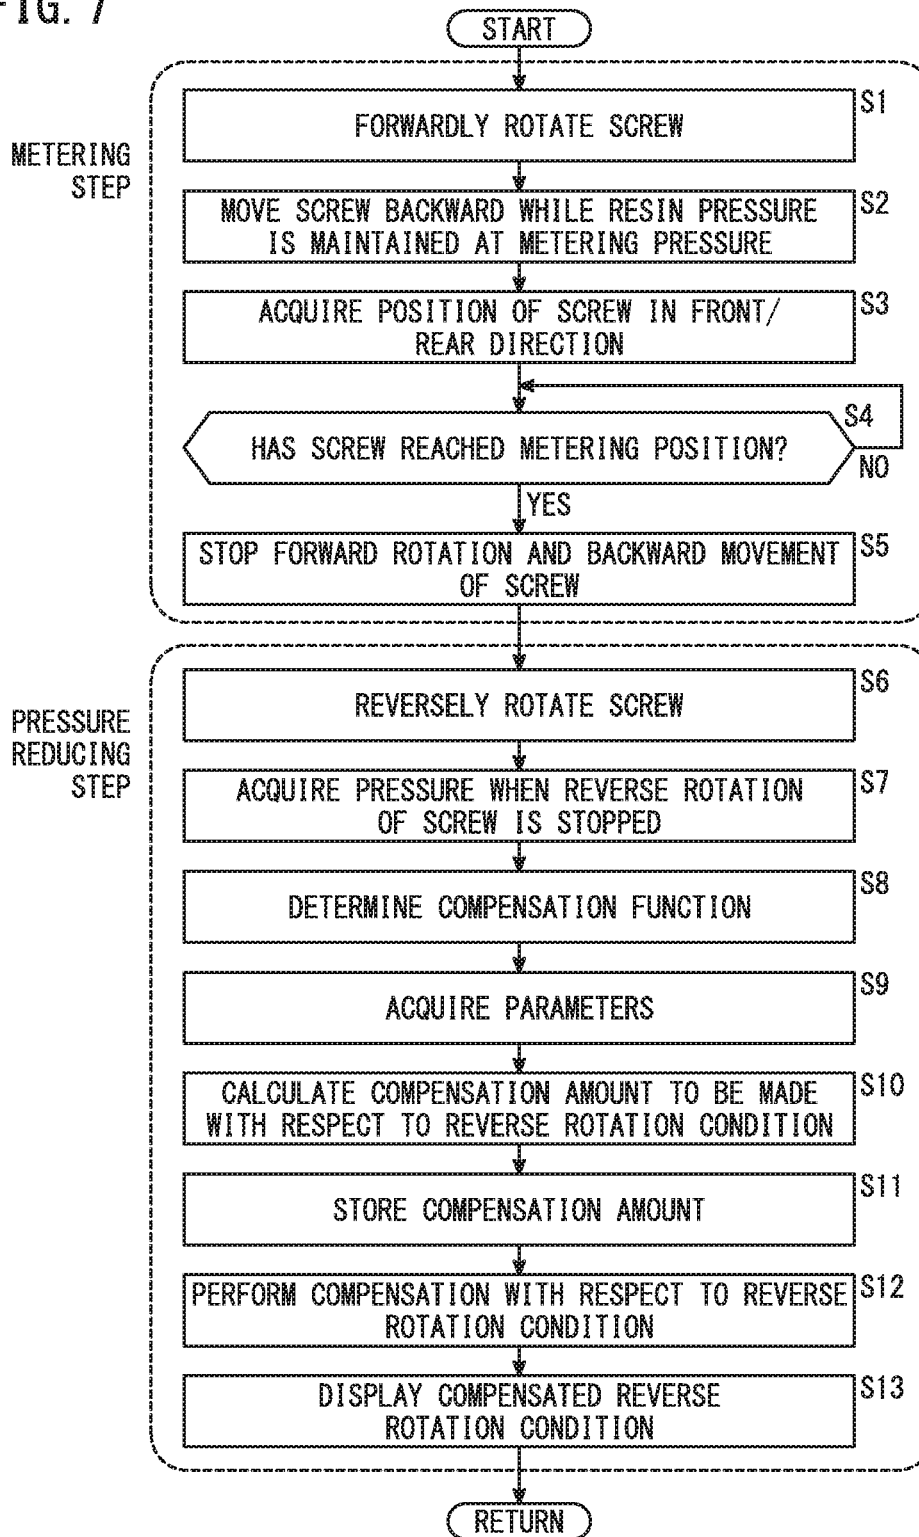 FIG. 7
START
METERING
STEP
S1
FORWARDLY ROTATE SCREW
S2
MOVE SCREW BACKWARD WHILE RESIN PRESSURE
IS MAINTAINED AT METERING PRESSURE
S3
ACQUIRE POSITION OF SCREW IN FRONT/
REAR DIRECTION
S4
HAS SCREW REACHED METERING POSITION?
NO
YES
S5
STOP FORWARD ROTATION AND BACKWARD MOVEMENT
OF SCREW
PRESSURE
REDUCING
STEP
S6
REVERSELY ROTATE SCREW
S7
ACQUIRE PRESSURE WHEN REVERSE ROTATION
OF SCREW IS STOPPED
S8
DETERMINE COMPENSATION FUNCTION
S9
ACQUIRE PARAMETERS
S10
CALCULATE COMPENSATION AMOUNT TO BE MADE
WITH RESPECT TO REVERSE ROTATION CONDITION
S11
STORE COMPENSATION AMOUNT
S12
PERFORM COMPENSATION WITH RESPECT TO REVERSE
ROTATION CONDITION
S13
DISPLAY COMPENSATED REVERSE
ROTATION CONDITION
RETURN